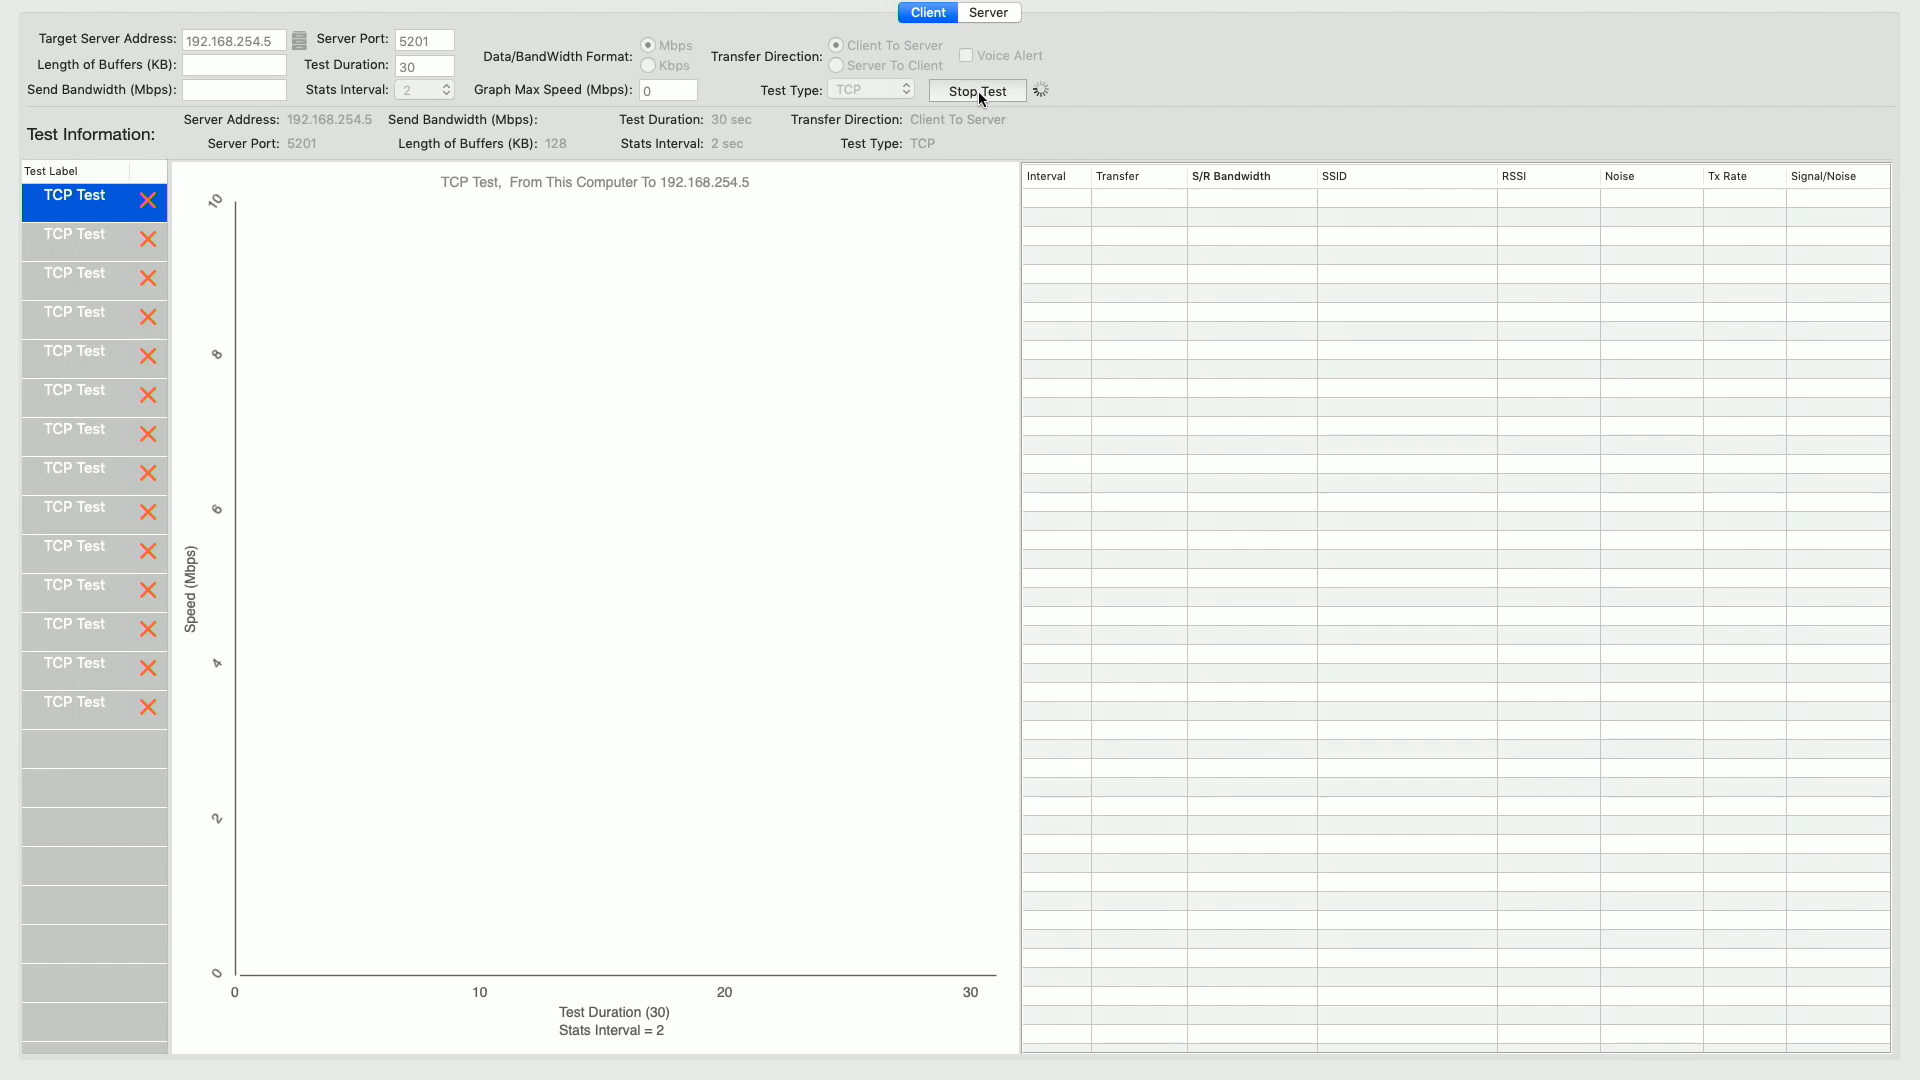 Client Server
Target Server Address: 192.168.254.5 Server Port: 5201
Length of Buffers (KB): Test Duration: 30
Send Bandwidth (Mbps): Stats Interval: 2
Data/BandWidth Format: Mbps Kbps
Graph Max Speed (Mbps): 0
Transfer Direction: Client To Server Server To Client Voice Alert
Test Type: TCP Stop Test
Test Information:
Server Address: 192.168.254.5 Send Bandwidth (Mbps): Test Duration: 30 sec Transfer Direction: Client To Server
Server Port: 5201 Length of Buffers (KB): 128 Stats Interval: 2 sec Test Type: TCP
Test Label
TCP Test
TCP Test
TCP Test
TCP Test
TCP Test
TCP Test
TCP Test
TCP Test
TCP Test
TCP Test
TCP Test
TCP Test
TCP Test
TCP Test
TCP Test, From This Computer To 192.168.254.5
10
8
6
4
2
0
Speed (Mbps)
0 10 20 30
Test Duration (30)
Stats Interval = 2
Interval Transfer S/R Bandwidth SSID RSSI Noise Tx Rate Signal/Noise